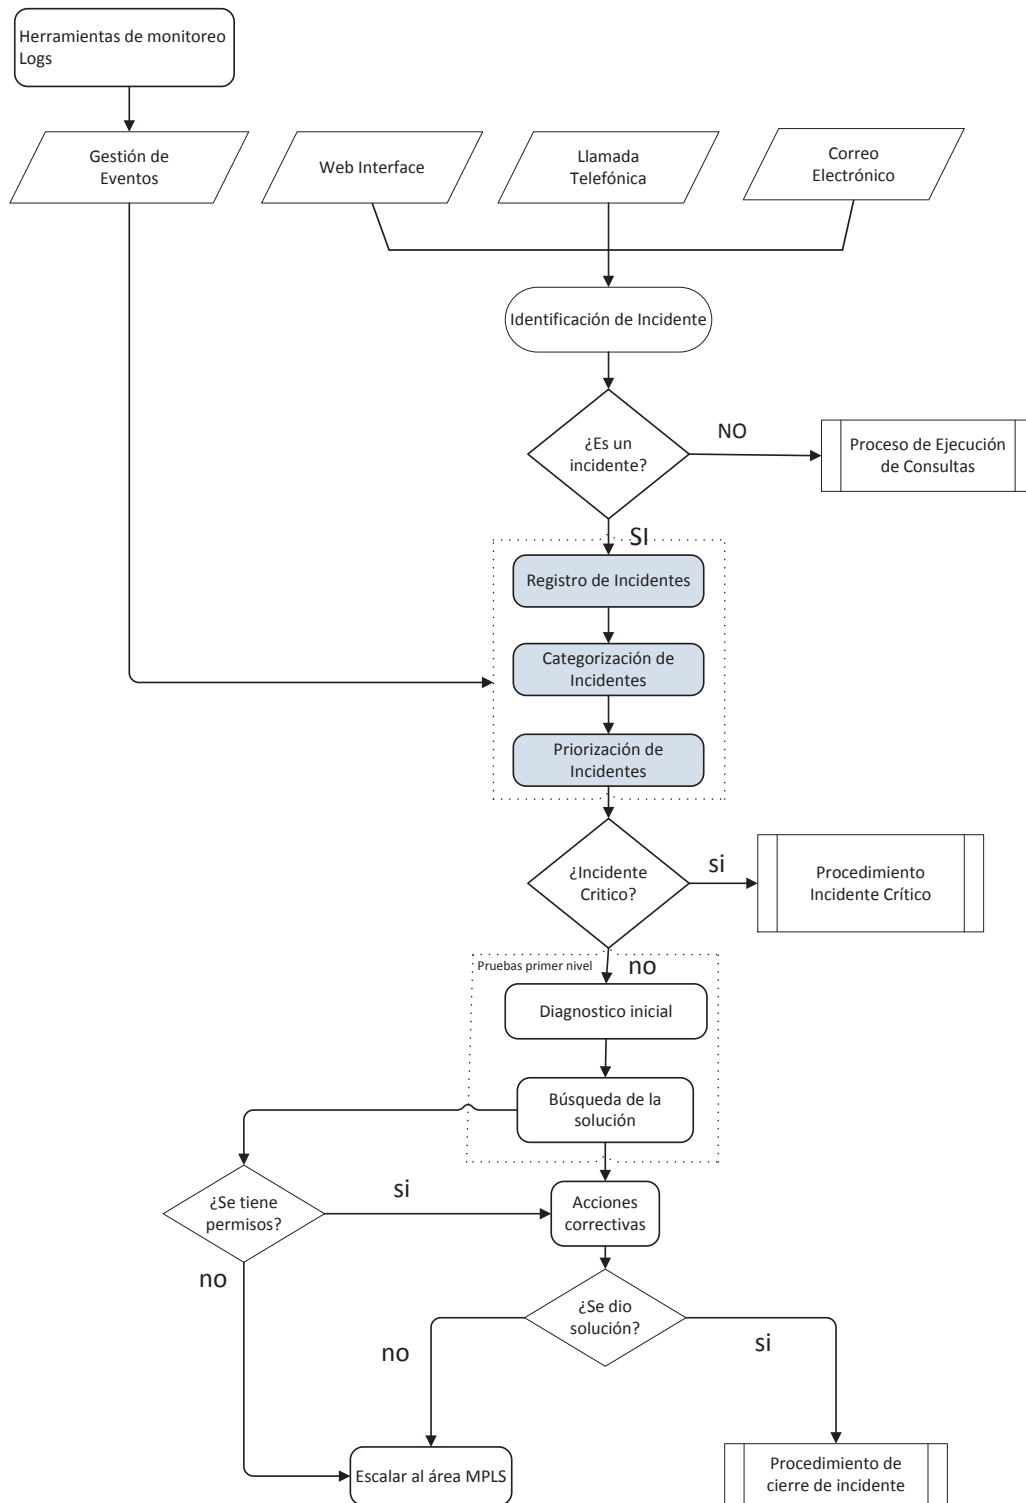 Herramientas de monitoreo
Logs
Gestión de
Eventos
Web Interface
Llamada
Telefónica
Correo
Electrónico
Identificación de Incidente
¿Es un
incidente?
NO
Proceso de Ejecución
de Consultas
SI
Registro de Incidentes
Categorización de
Incidentes
Priorización de
Incidentes
¿Incidente
Critico?
si
Procedimiento
Incidente Crítico
Pruebas primer nivel
no
Diagnostico inicial
Búsqueda de la
solución
¿Se tiene
permisos?
si
Acciones
correctivas
no
¿Se dio
solución?
no
si
Escalar al área MPLS
Procedimiento de
cierre de incidente